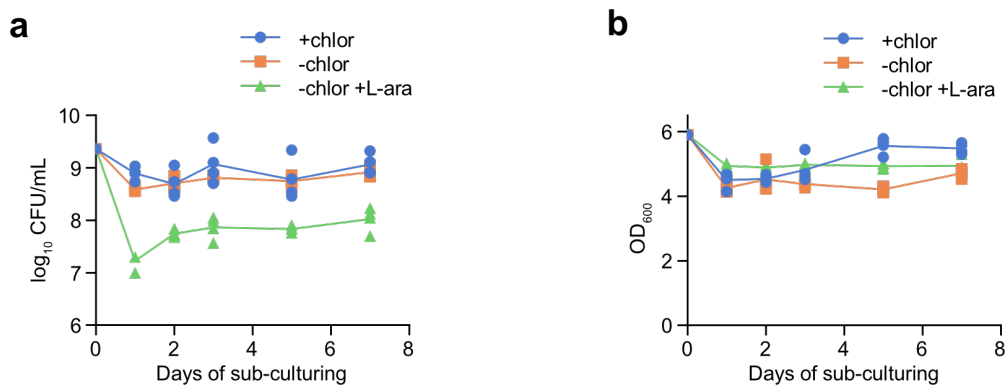 a
+chlor
-chlor
-chlor +L-ara
10
9
8
7
6
log₁₀ CFU/mL
0 2 4 6 8
Days of sub-culturing
b
+chlor
-chlor
-chlor +L-ara
6
4
2
0
OD₆₀₀
0 2 4 6 8
Days of sub-culturing